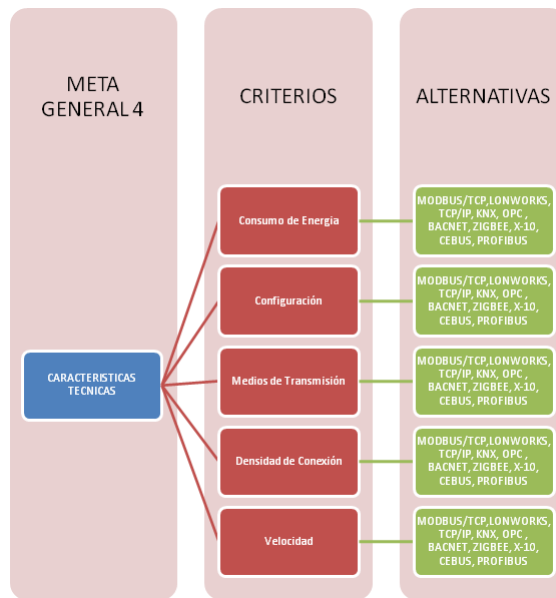 META
GENERAL 4
CRITERIOS
ALTERNATIVAS
CARACTERISTICAS
TECNICAS
Consumo de Energía
MODBUS/TCP,LONWORKS,
TCP/IP, KNX, OPC ,
BACNET, ZIGBEE, X-10,
CEBUS, PROFIBUS
Configuración
MODBUS/TCP,LONWORKS,
TCP/IP, KNX, OPC ,
BACNET, ZIGBEE, X-10,
CEBUS, PROFIBUS
Medios de Transmisión
MODBUS/TCP,LONWORKS,
TCP/IP, KNX, OPC ,
BACNET, ZIGBEE, X-10,
CEBUS, PROFIBUS
Densidad de Conexión
MODBUS/TCP,LONWORKS,
TCP/IP, KNX, OPC ,
BACNET, ZIGBEE, X-10,
CEBUS, PROFIBUS
Velocidad
MODBUS/TCP,LONWORKS,
TCP/IP, KNX, OPC ,
BACNET, ZIGBEE, X-10,
CEBUS, PROFIBUS